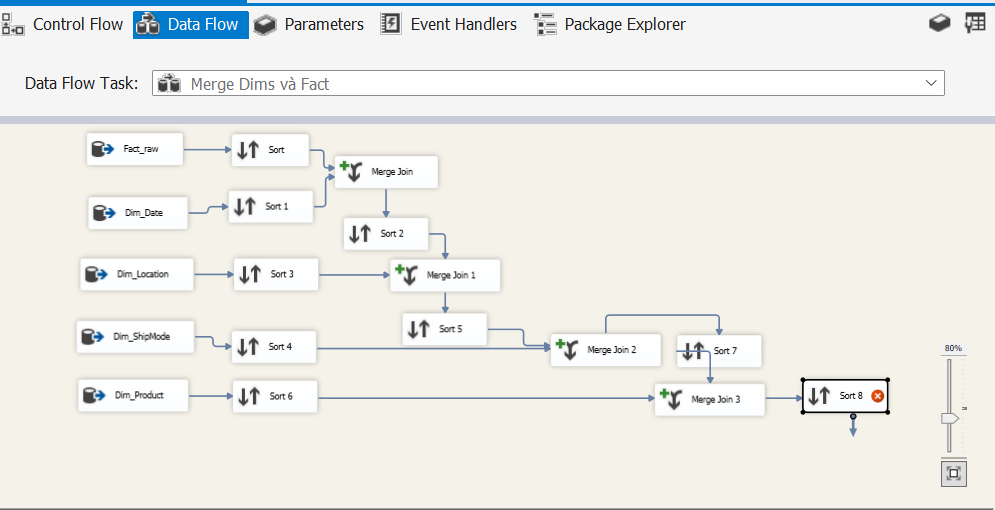 Control Flow
Data Flow
Parameters
Event Handlers
Package Explorer
Data Flow Task:
Merge Dims và Fact
Fact_raw
Sort
Merge Join
Dim_Date
Sort 1
Sort 2
Dim_Location
Sort 3
Merge Join 1
Sort 5
Dim_ShipMode
Sort 4
Merge Join 2
Sort 7
80%
Dim_Product
Sort 6
Merge Join 3
Sort 8